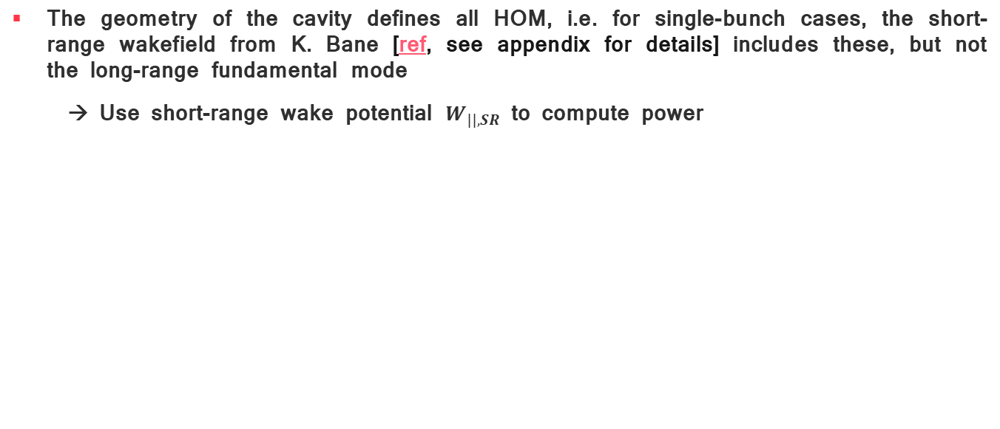 ▪ The geometry of the cavity defines all HOM, i.e. for single-bunch cases, the short-
range wakefield from K. Bane [ref, see appendix for details] includes these, but not
the long-range fundamental mode
→ Use short-range wake potential W||,SR to compute power